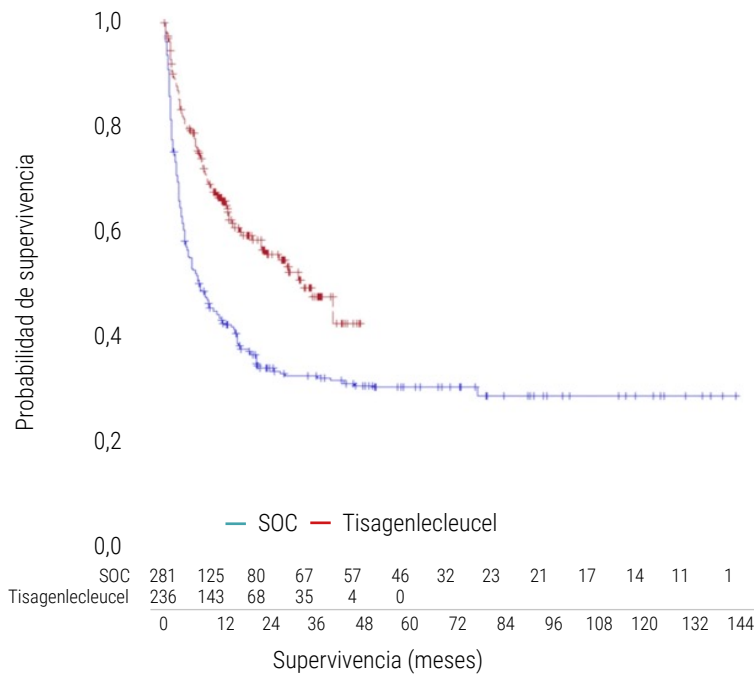 1,0
0,8
0,6
0,4
0,2
0,0
Probabilidad de supervivencia
SOC Tisagenlecleucel
SOC 281 125 80 67 57 46 32 23 21 17 14 11 1
Tisagenlecleucel 236 143 68 35 4 0
0 12 24 36 48 60 72 84 96 108 120 132 144
Supervivencia (meses)